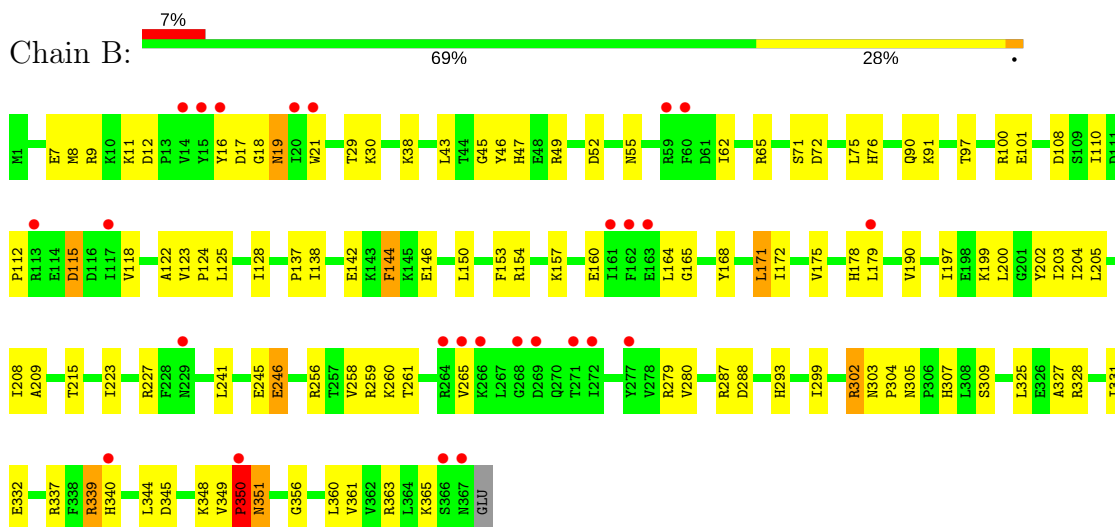 7%
Chain B:
69% 28% •
M1 E7 M8 R9 K10 K11 D12 P13 V14 Y15 Y16 D17 G18 N19 I20 W21 T29 K30 K38 L43 T44 G45 Y46 H47 E48 R49 D52 N55 R59 F60 D61 I62 R65 S71 D72 L75 H76 Q90 K91 T97 R100 E101 D108 S109 I110 D111
P112 R113 E114 D115 D116 I117 V118 A122 V123 P124 L125 I128 P137 I138 E142 K143 F144 K145 E146 L150 F153 R154 K157 E160 I161 F162 E163 L164 G165 Y168 L171 I172 V175 H178 L179 V190 I197 E198 K199 L200 G201 Y202 I203 I204 L205
I208 A209 T215 I223 R227 F228 N229 L241 E245 E246 R256 T257 V258 R259 K260 T261 R264 V265 K266 L267 G268 D269 Q270 T271 I272 Y277 V278 R279 V280 R287 D288 H293 I299 R302 N303 P304 N305 P306 H307 L308 S309 L325 E326 A327 R328 I331
E332 R337 F338 R339 H340 L344 D345 K348 V349 P350 N351 G356 L360 V361 V362 R363 L364 K365 S366 N367 GLU